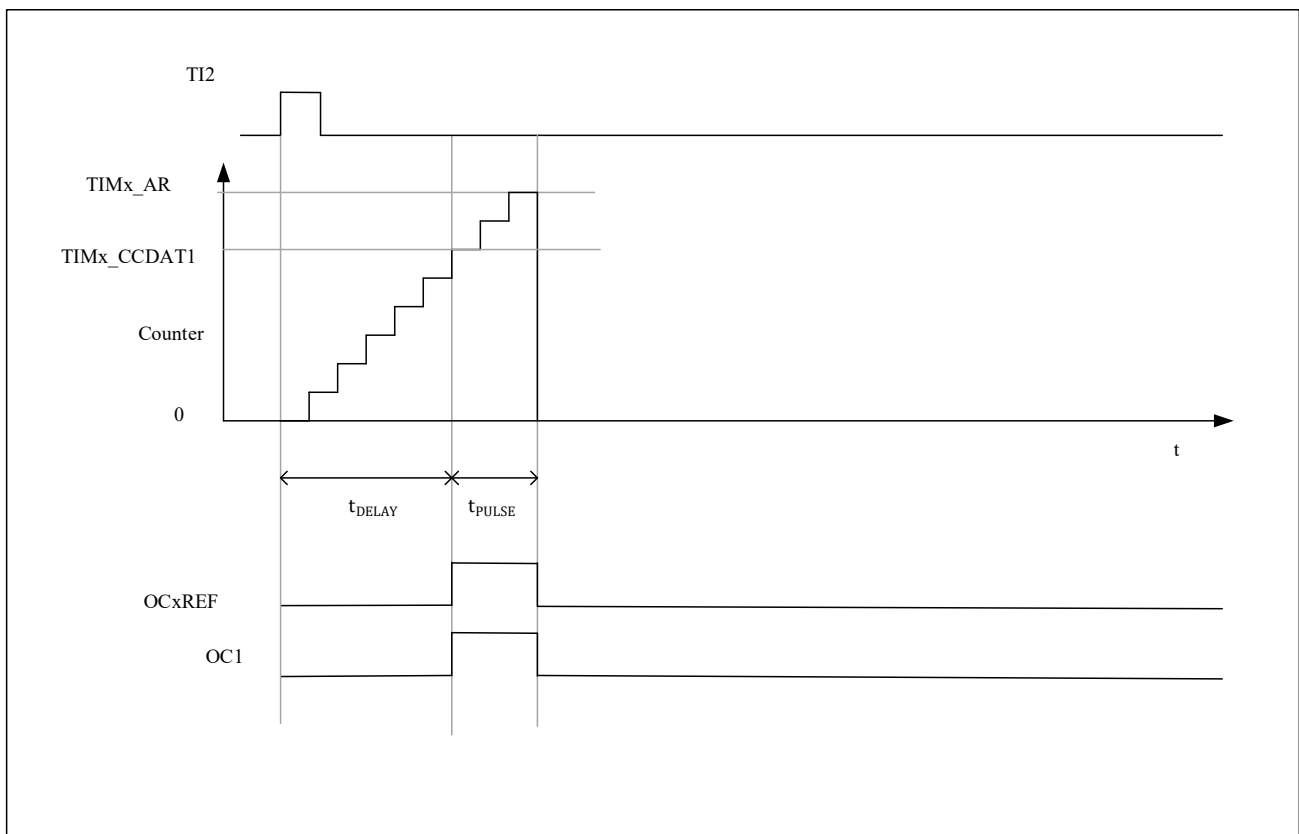 TI2
TIMx_AR
TIMx_CCDAT1
Counter
0
t
tDELAY
tPULSE
OCxREF
OC1